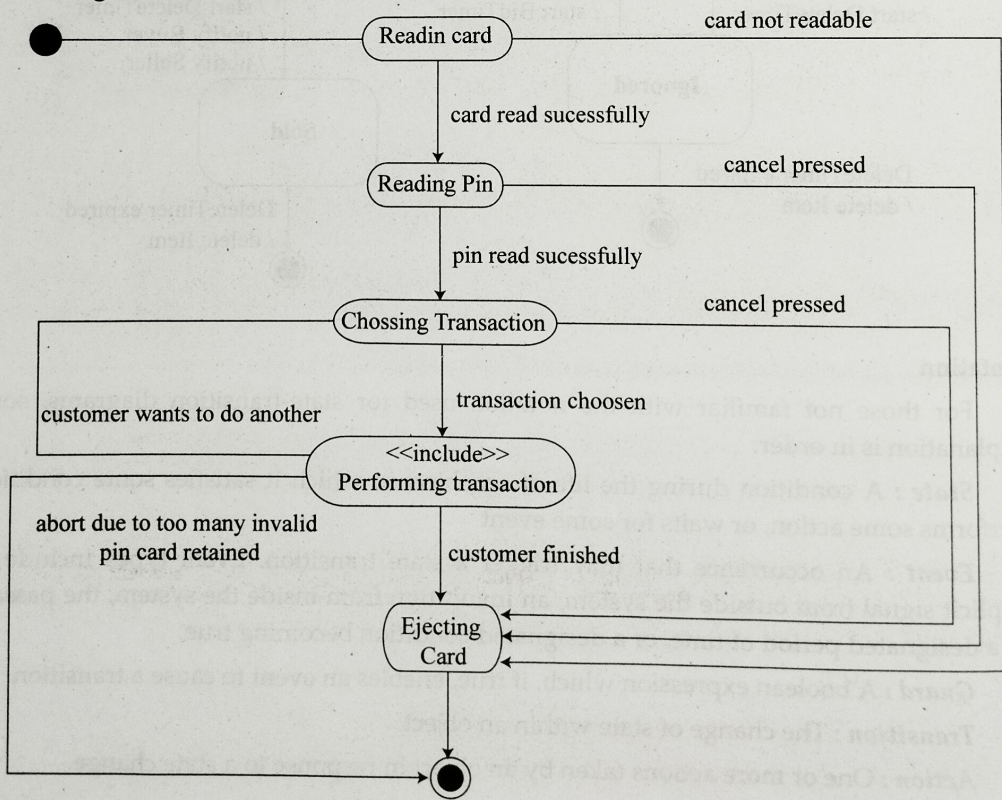 card not readable
Readin card
card read sucessfully
cancel pressed
Reading Pin
pin read sucessfully
cancel pressed
Chossing Transaction
transaction choosen
customer wants to do another
<<include>>
Performing transaction
abort due to too many invalid
pin card retained
customer finished
Ejecting
Card